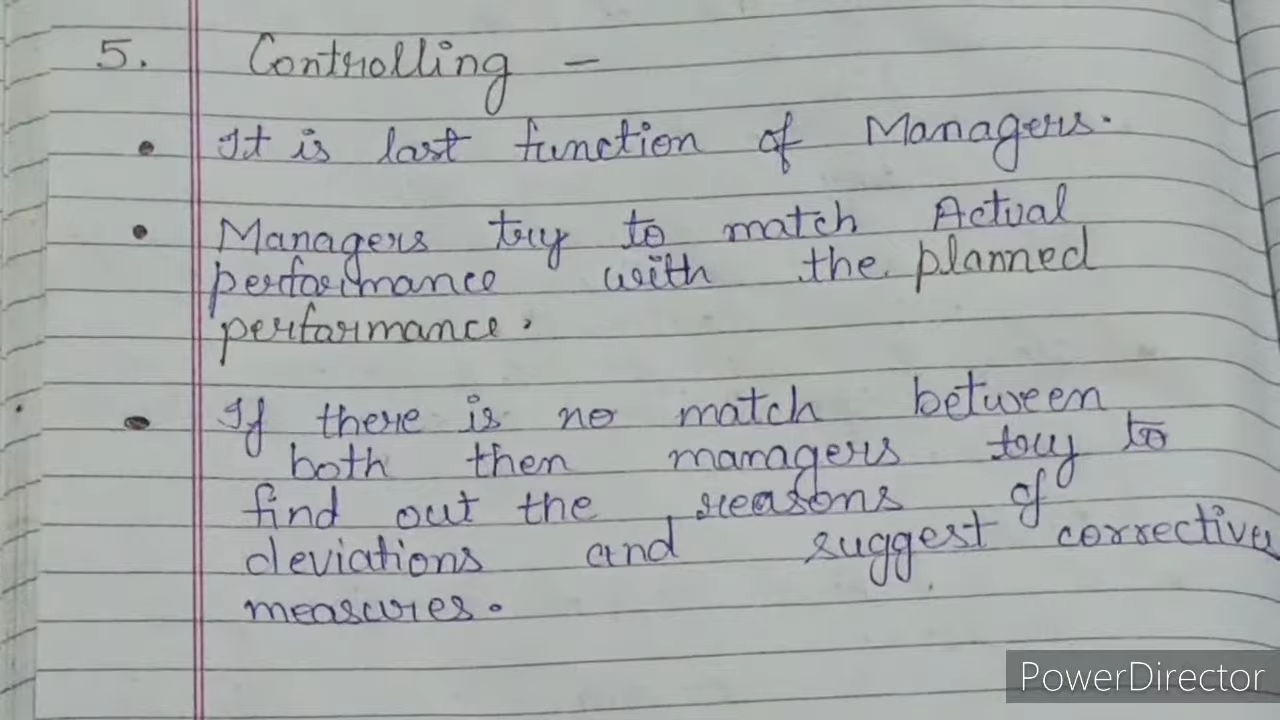 5. Controlling –
• It is last function of Managers.
• Managers try to match Actual
performance with the planned
performance.
• If there is no match between
both then managers try to
find out the reasons of
deviations and suggest corrective
measures.
PowerDirector